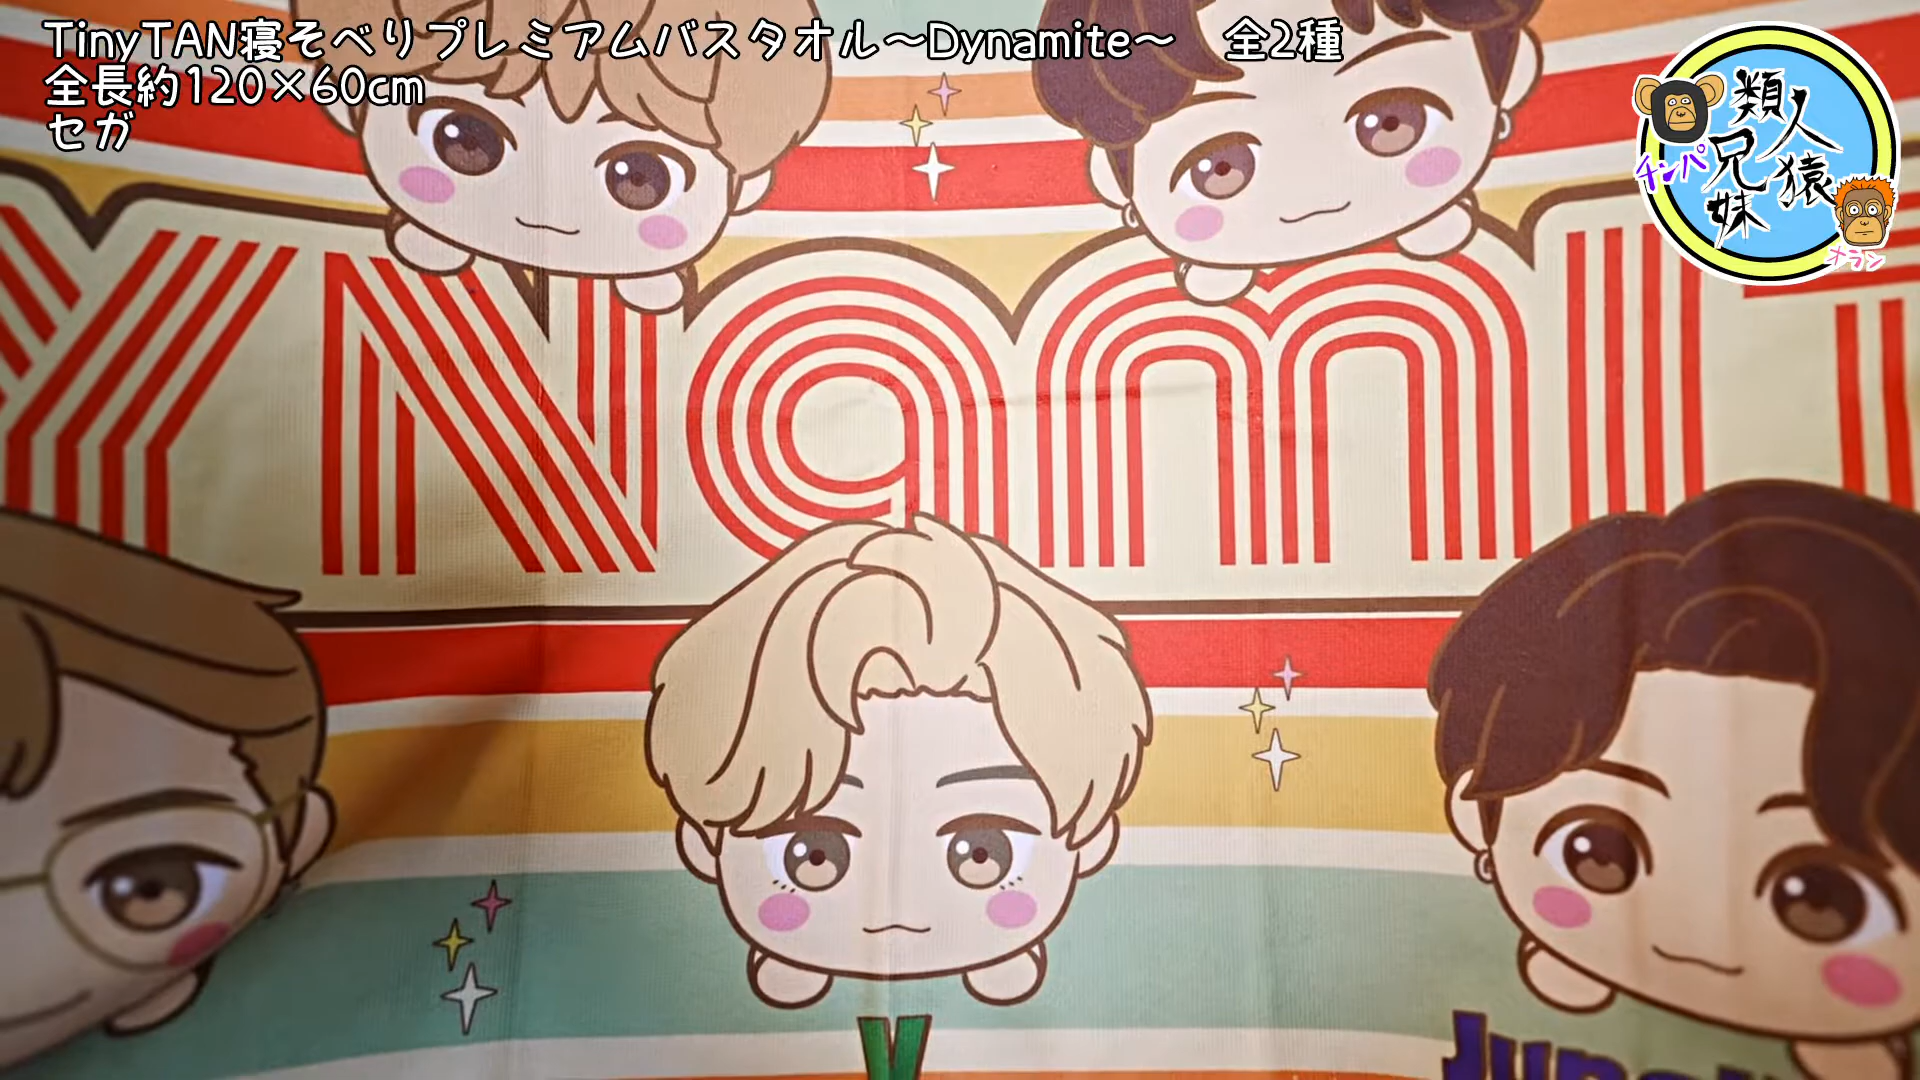 TinyTAN寝そべりプレミアムバスタオル～Dynamite～　全2種
全長約120×60cm
セガ
類人猿
兄妹
チンパ
オラン
YNamiT
V
Jung